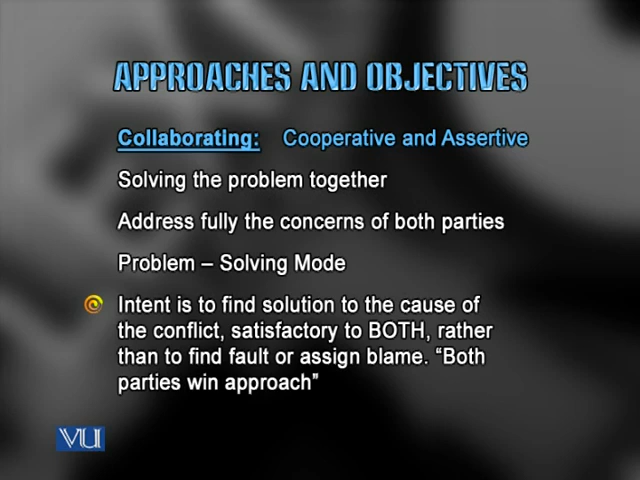 APPROACHES AND OBJECTIVES
Collaborating: Cooperative and Assertive
Solving the problem together
Address fully the concerns of both parties
Problem – Solving Mode
Intent is to find solution to the cause of
the conflict, satisfactory to BOTH, rather
than to find fault or assign blame. “Both
parties win approach”
VU